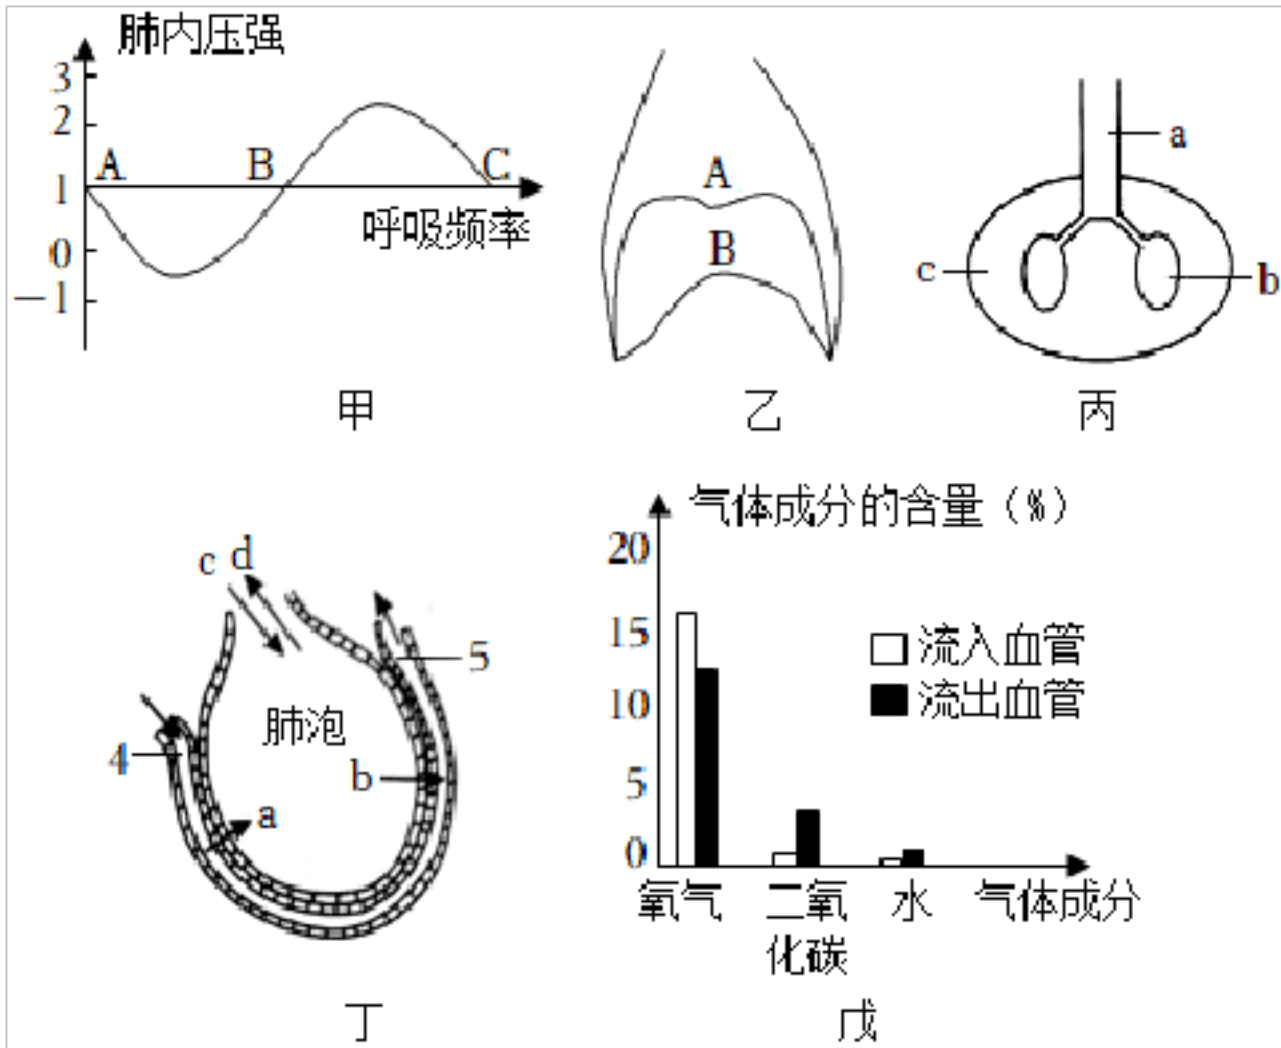 肺内压强
3
2
1
0
－1
A
B
C
呼吸频率
甲
A
B
乙
a
b
c
丙
c
d
5
肺泡
4
b
a
丁
气体成分的含量（%）
20
15
10
5
0
流入血管
流出血管
氧气
二氧
化碳
水
气体成分
戊